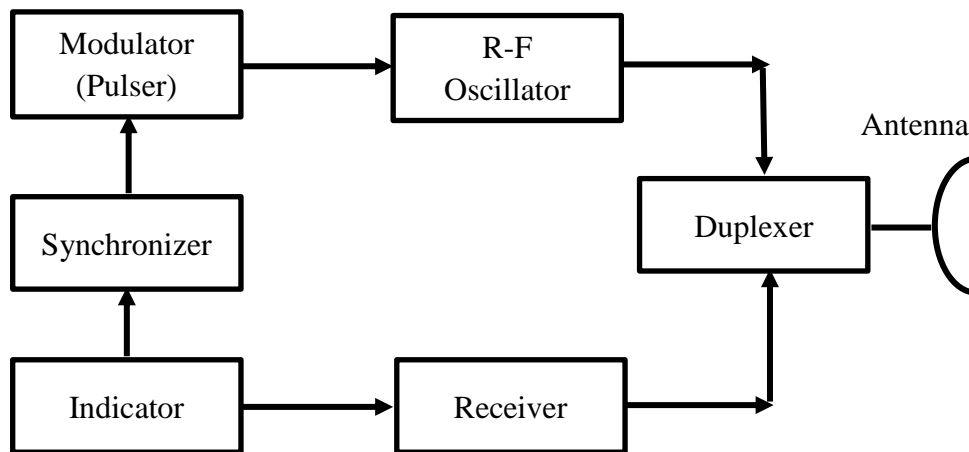 Modulator
(Pulser)
R-F
Oscillator
Antenna
Synchronizer
Duplexer
Indicator
Receiver